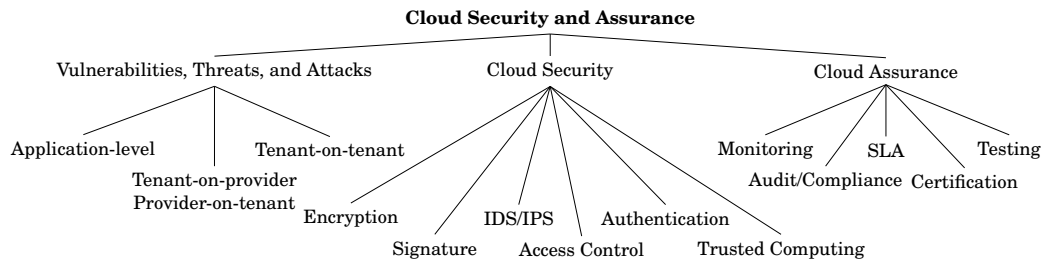 Cloud Security and Assurance
Vulnerabilities, Threats, and Attacks
Cloud Security
Cloud Assurance
Application-level
Tenant-on-tenant
Tenant-on-provider
Provider-on-tenant
Encryption
Signature
IDS/IPS
Access Control
Authentication
Trusted Computing
Monitoring
Audit/Compliance
SLA
Certification
Testing